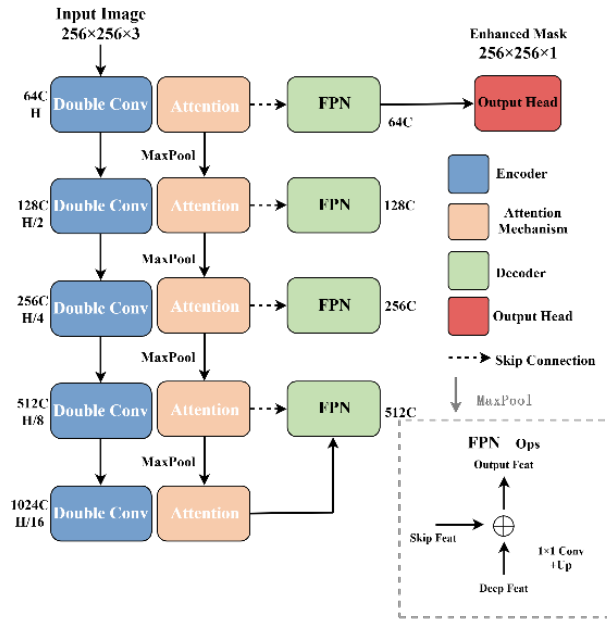 Input Image
256×256×3
Enhanced Mask
256×256×1
64C
H
Double Conv
Attention
FPN
64C
Output Head
MaxPool
128C
H/2
Double Conv
Attention
FPN
128C
Encoder
Attention
Mechanism
MaxPool
256C
H/4
Double Conv
Attention
FPN
256C
Decoder
Output Head
MaxPool
Skip Connection
512C
H/8
Double Conv
Attention
FPN
512C
MaxPool
MaxPool
1024C
H/16
Double Conv
Attention
FPN Ops
Output Feat
Skip Feat
1×1 Conv
+Up
Deep Feat